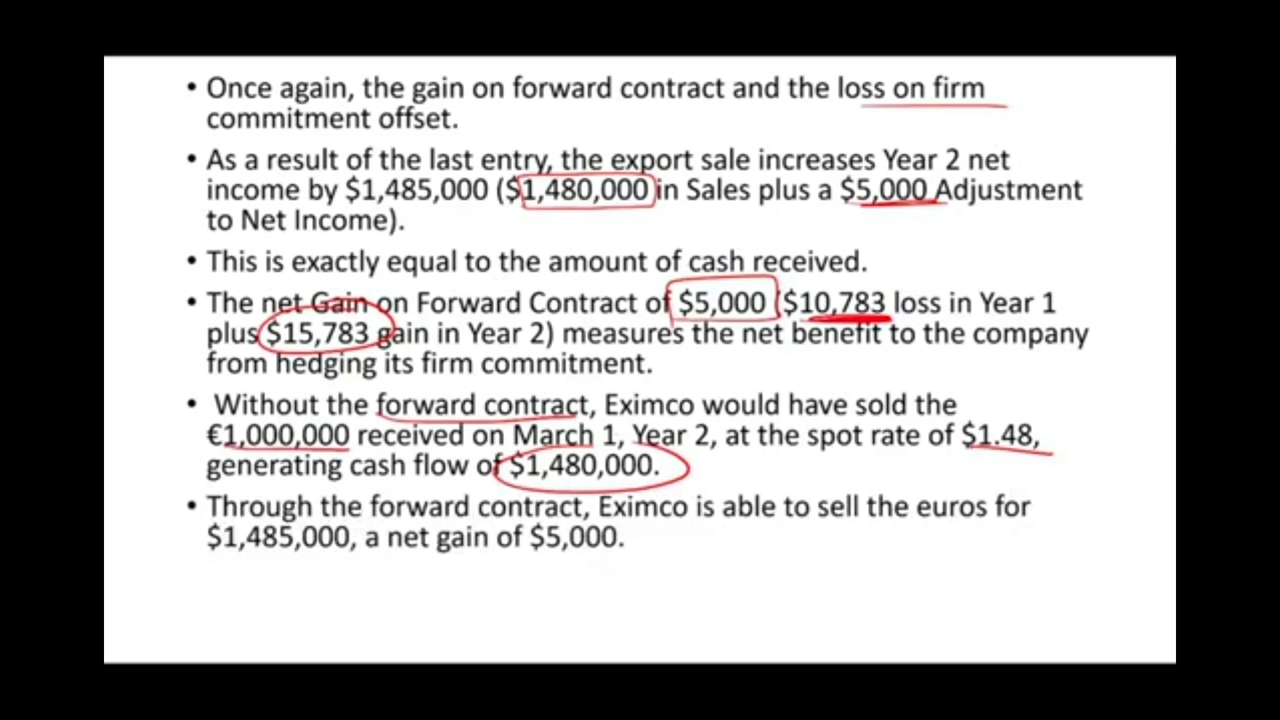 • Once again, the gain on forward contract and the loss on firm
commitment offset.
• As a result of the last entry, the export sale increases Year 2 net
income by $1,485,000 ($1,480,000 in Sales plus a $5,000 Adjustment
to Net Income).
• This is exactly equal to the amount of cash received.
• The net Gain on Forward Contract of $5,000 ($10,783 loss in Year 1
plus $15,783 gain in Year 2) measures the net benefit to the company
from hedging its firm commitment.
• Without the forward contract, Eximco would have sold the
€1,000,000 received on March 1, Year 2, at the spot rate of $1.48,
generating cash flow of $1,480,000.
• Through the forward contract, Eximco is able to sell the euros for
$1,485,000, a net gain of $5,000.